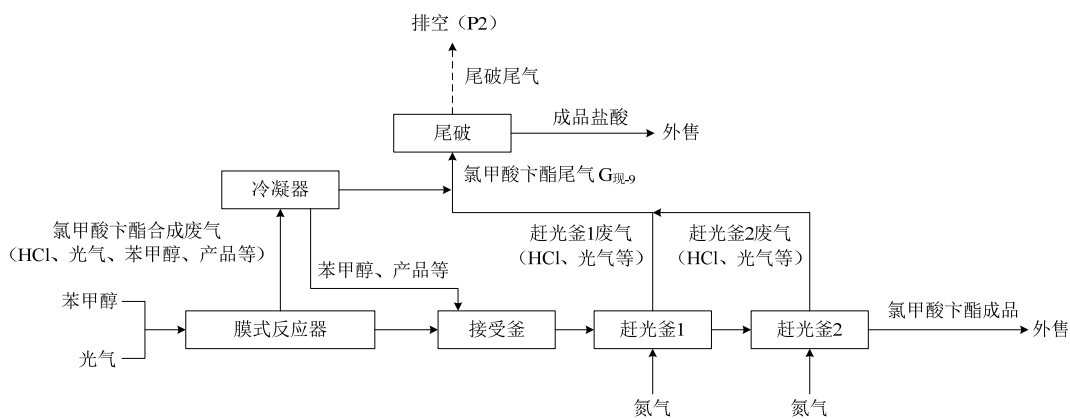 排空（P2）
尾破尾气
尾破
成品盐酸
外售
氯甲酸卞酯尾气 G现-9
冷凝器
氯甲酸卞酯合成废气
（HCl、光气、苯甲醇、产品等）
赶光釜1废气
（HCl、光气等）
赶光釜2废气
（HCl、光气等）
苯甲醇、产品等
苯甲醇
光气
膜式反应器
接受釜
赶光釜1
赶光釜2
氯甲酸卞酯成品
外售
氮气
氮气